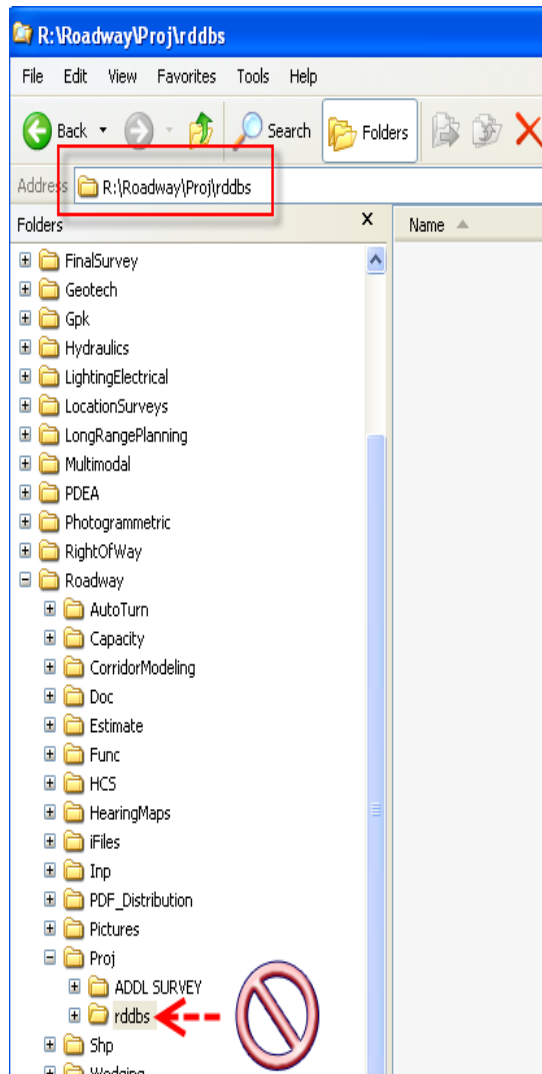 R:\Roadway\Proj\rddbs
File Edit View Favorites Tools Help
Back Search Folders
Address R:\Roadway\Proj\rddbs
Folders x Name
FinalSurvey
Geotech
Gpk
Hydraulics
LightingElectrical
LocationSurveys
LongRangePlanning
Multimodal
PDEA
Photogrammetric
RightOfWay
Roadway
AutoTurn
Capacity
CorridorModeling
Doc
Estimate
Func
HCS
HearingMaps
iFiles
Inp
PDF_Distribution
Pictures
Proj
ADDL SURVEY
rddbs
Shp
Wedging